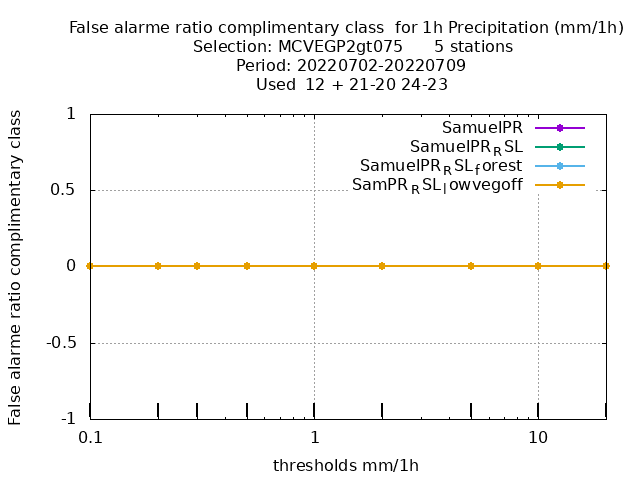 False alarme ratio complimentary class  for 1h Precipitation (mm/1h)
Selection: MCVEGP2gt075      5 stations
Period: 20220702-20220709
Used  12 + 21-20 24-23
False alarme ratio complimentary class
1
0.5
0
-0.5
-1
SamuelPR
SamuelPR_RSL
SamuelPR_RSL_forest
SamPR_RSL_lowvegoff
0.1
1
10
thresholds mm/1h